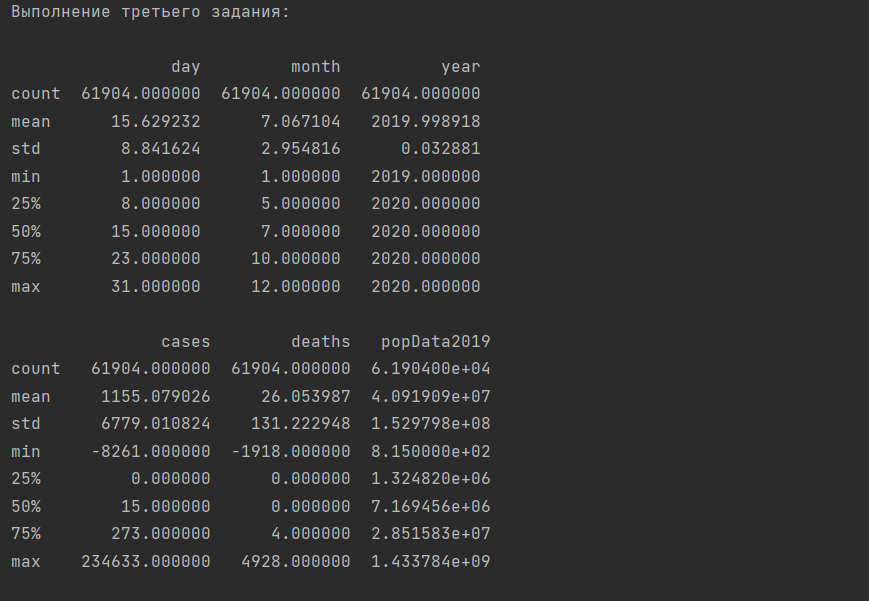 Выполнение третьего задания:
day month year
count 61904.000000 61904.000000 61904.000000
mean 15.629232 7.067104 2019.998918
std 8.841624 2.954816 0.032881
min 1.000000 1.000000 2019.000000
25% 8.000000 5.000000 2020.000000
50% 15.000000 7.000000 2020.000000
75% 23.000000 10.000000 2020.000000
max 31.000000 12.000000 2020.000000
cases deaths popData2019
count 61904.000000 61904.000000 6.190400e+04
mean 1155.079026 26.053987 4.091909e+07
std 6779.010824 131.222948 1.529798e+08
min -8261.000000 -1918.000000 8.150000e+02
25% 0.000000 0.000000 1.324820e+06
50% 15.000000 0.000000 7.169456e+06
75% 273.000000 4.000000 2.851583e+07
max 234633.000000 4928.000000 1.433784e+09